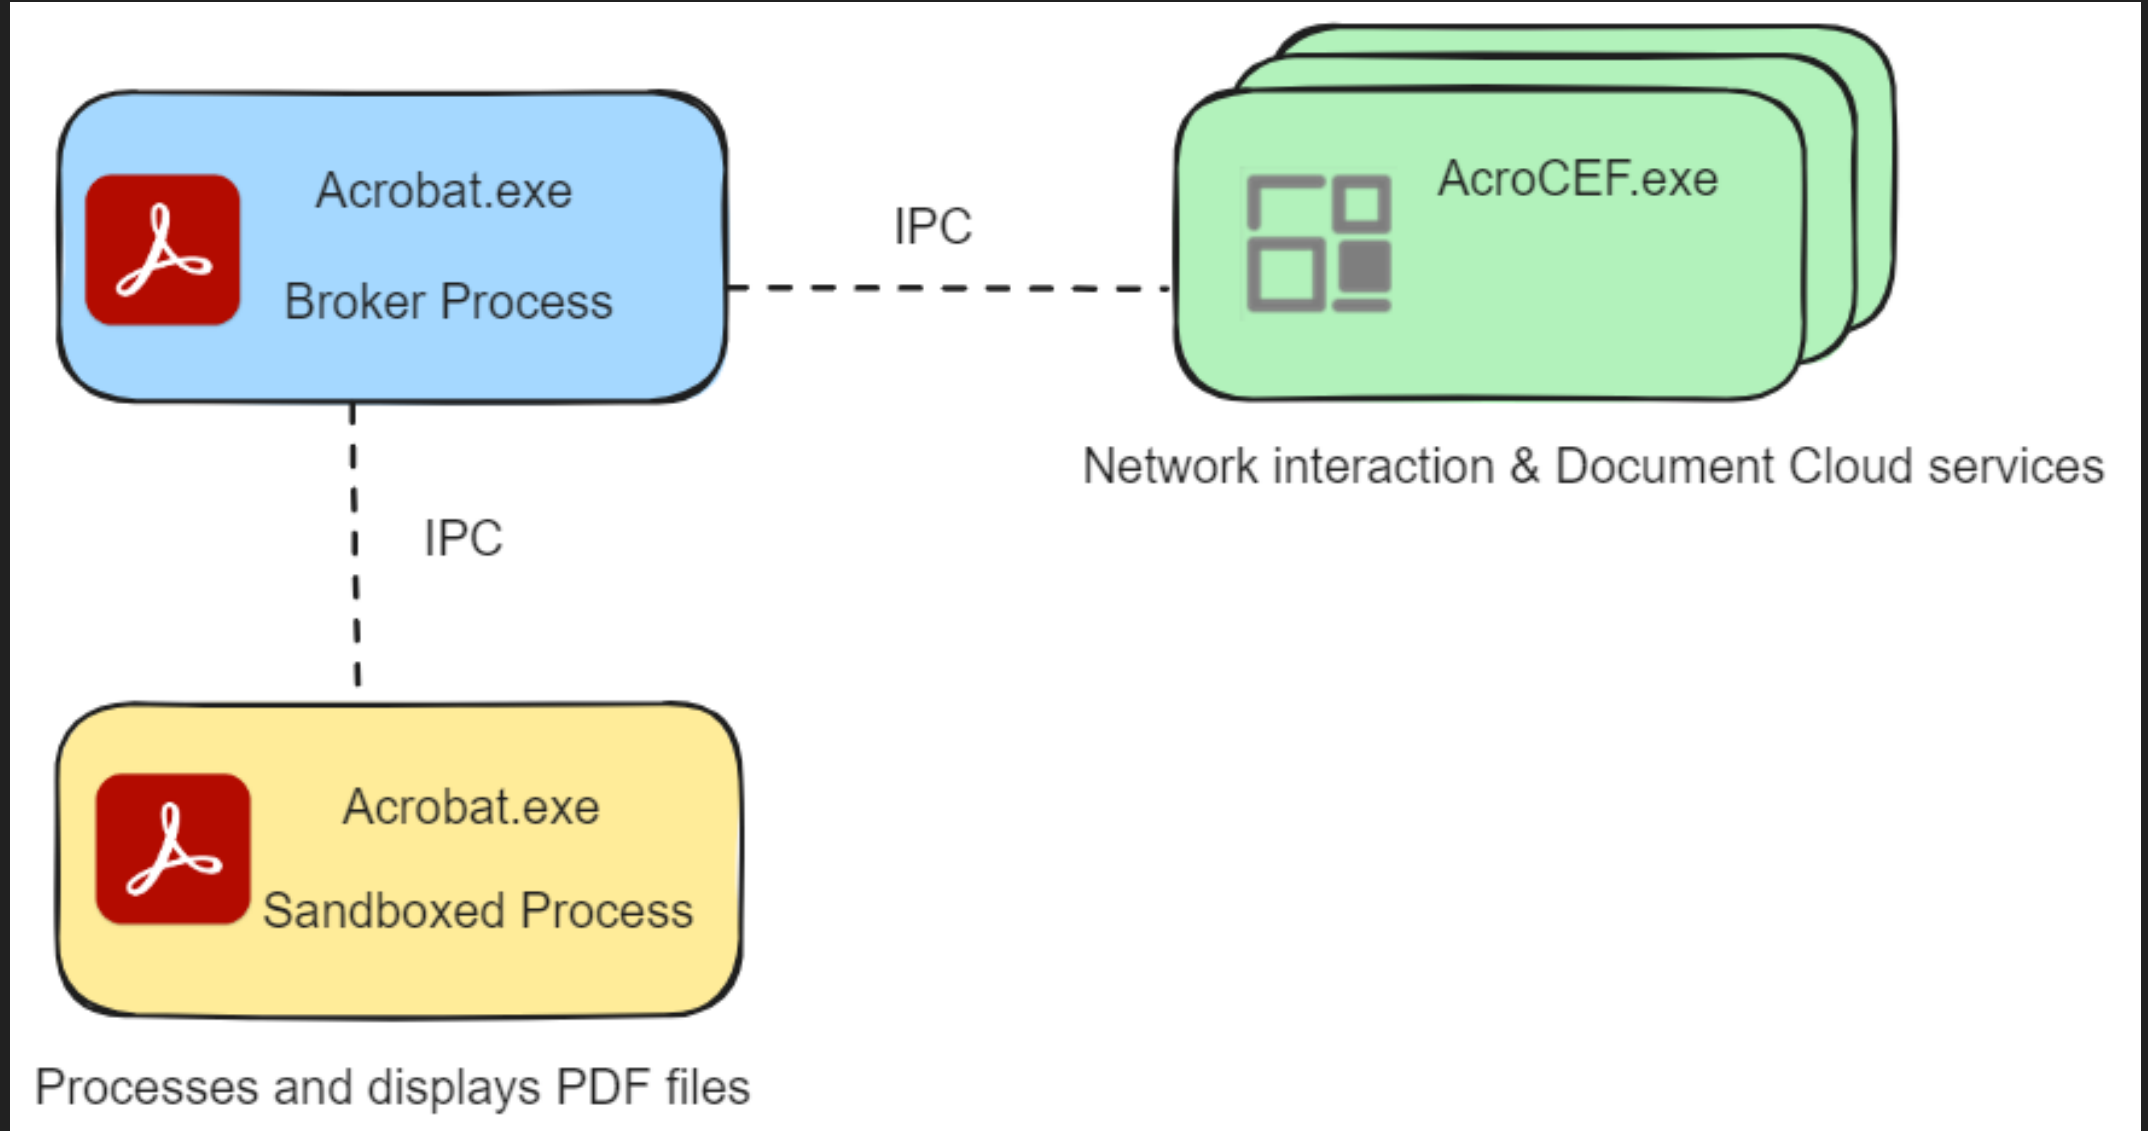 Acrobat.exe
Broker Process
IPC
AcroCEF.exe
Network interaction & Document Cloud services
IPC
Acrobat.exe
Sandboxed Process
Processes and displays PDF files